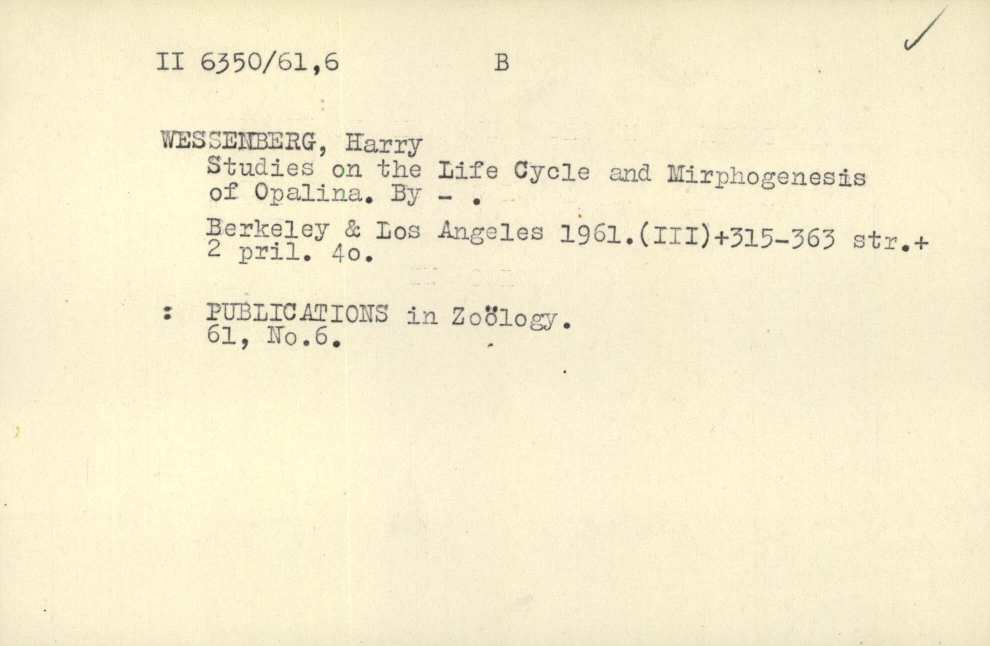 II 6350/61,6 B
WESSENBERG, Harry
Studies on the Life Cycle and Mirphogenesis
of Opalina. By - .
Berkeley & Los Angeles 1961.(III)+315-363 str.+
2 pril. 4o.
: PUBLICATIONS in Zoölogy.
61, No.6.